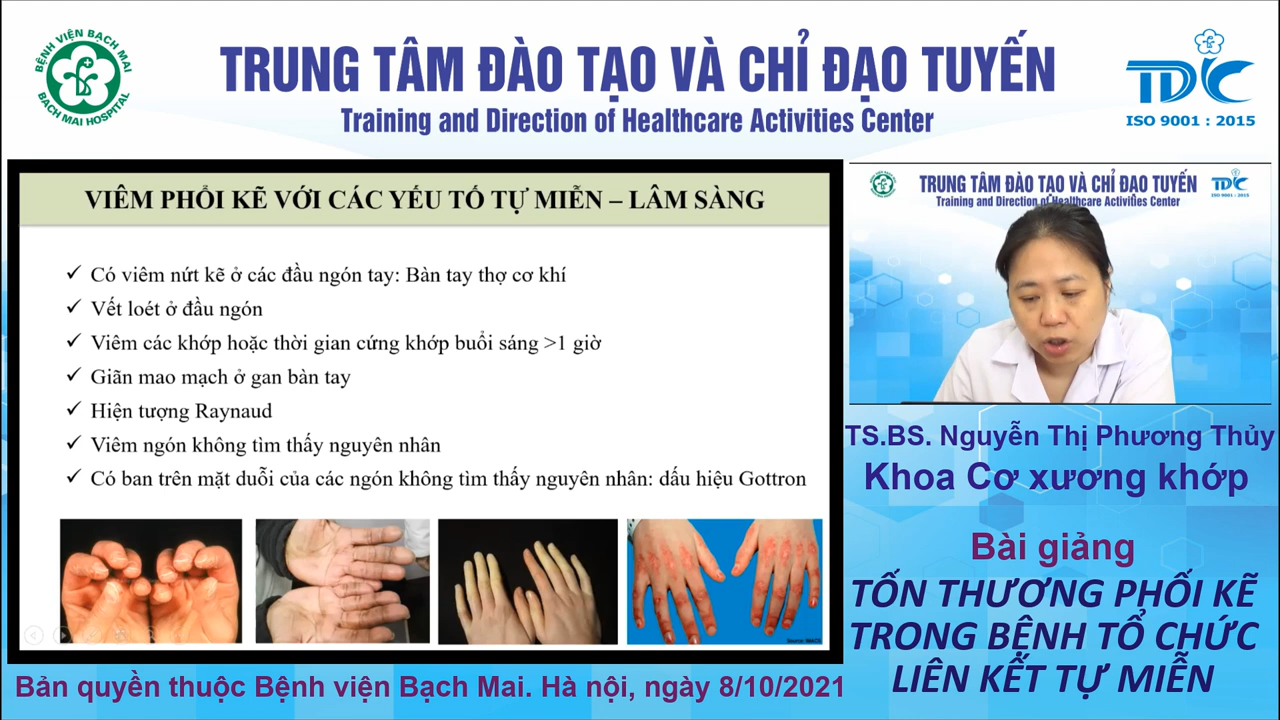 BỆNH VIỆN BẠCH MAI
BACH MAI HOSPITAL
TRUNG TÂM ĐÀO TẠO VÀ CHỈ ĐẠO TUYẾN
Training and Direction of Healthcare Activities Center
TDC
ISO 9001 : 2015
VIÊM PHỔI KẼ VỚI CÁC YẾU TỐ TỰ MIỄN – LÂM SÀNG
✓ Có viêm nứt kẽ ở các đầu ngón tay: Bàn tay thợ cơ khí
✓ Vết loét ở đầu ngón
✓ Viêm các khớp hoặc thời gian cứng khớp buổi sáng >1 giờ
✓ Giãn mao mạch ở gan bàn tay
✓ Hiện tượng Raynaud
✓ Viêm ngón không tìm thấy nguyên nhân
✓ Có ban trên mặt duỗi của các ngón không tìm thấy nguyên nhân: dấu hiệu Gottron
TRUNG TÂM ĐÀO TẠO VÀ CHỈ ĐẠO TUYẾN
Training and Direction of Healthcare Activities Center
TDC
ISO 9001 : 2015
TS.BS. Nguyễn Thị Phương Thủy
Khoa Cơ xương khớp
Bài giảng
TỔN THƯƠNG PHỔI KẼ
TRONG BỆNH TỔ CHỨC
LIÊN KẾT TỰ MIỄN
Bản quyền thuộc Bệnh viện Bạch Mai. Hà nội, ngày 8/10/2021